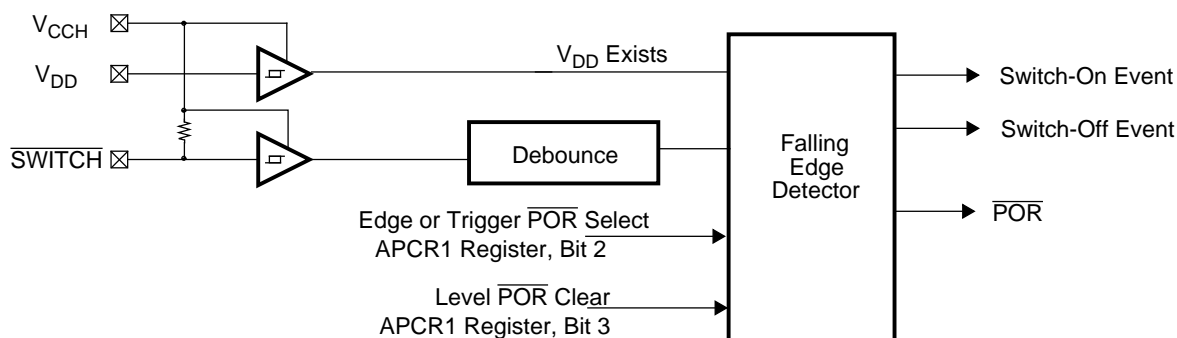 VCCH
VDD
SWITCH
VDD Exists
Debounce
Edge or Trigger POR Select
APCR1 Register, Bit 2
Level POR Clear
APCR1 Register, Bit 3
Falling
Edge
Detector
Switch-On Event
Switch-Off Event
POR